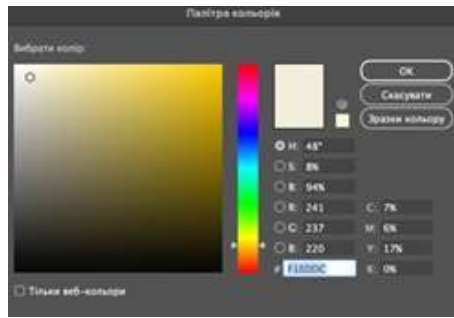 Палітра кольорів
Вибрати колір:
OK
Скасувати
Зразки кольору
H: 48°
S: 8%
B: 94%
R: 241 C: 7%
G: 237 M: 6%
B: 220 Y: 17%
# F1EDDC K: 0%
Тільки веб-кольори